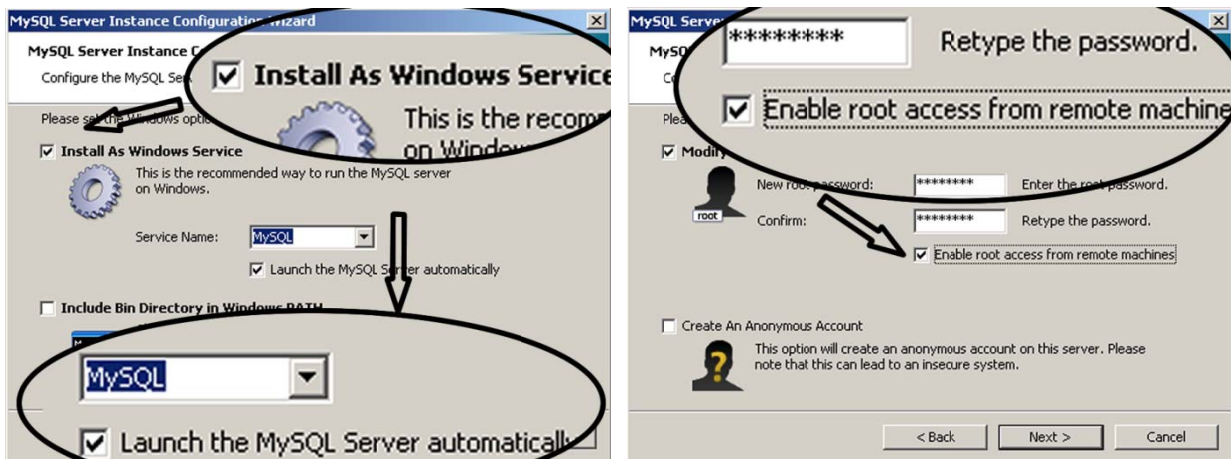 MySQL Server Instance Configuration Wizard
MySQL Server Instance C
Configure the MySQL Se
Install As Windows Service
This is the recom
on Window
Please set the Windows optio
Install As Windows Service
This is the recommended way to run the MySQL server
on Windows.
Service Name:
MySQL
Launch the MySQL Server automatically
Include Bin Directory in Windows PATH
MySQL
Launch the MySQL Server automatically
MySQL Serve
MySQ
Co
******** Retype the password.
Enable root access from remote machine
Plea
Modify
New root password: ******** Enter the root password.
root
Confirm: ******** Retype the password.
Enable root access from remote machines
Create An Anonymous Account
This option will create an anonymous account on this server. Please
note that this can lead to an insecure system.
?
< Back Next > Cancel